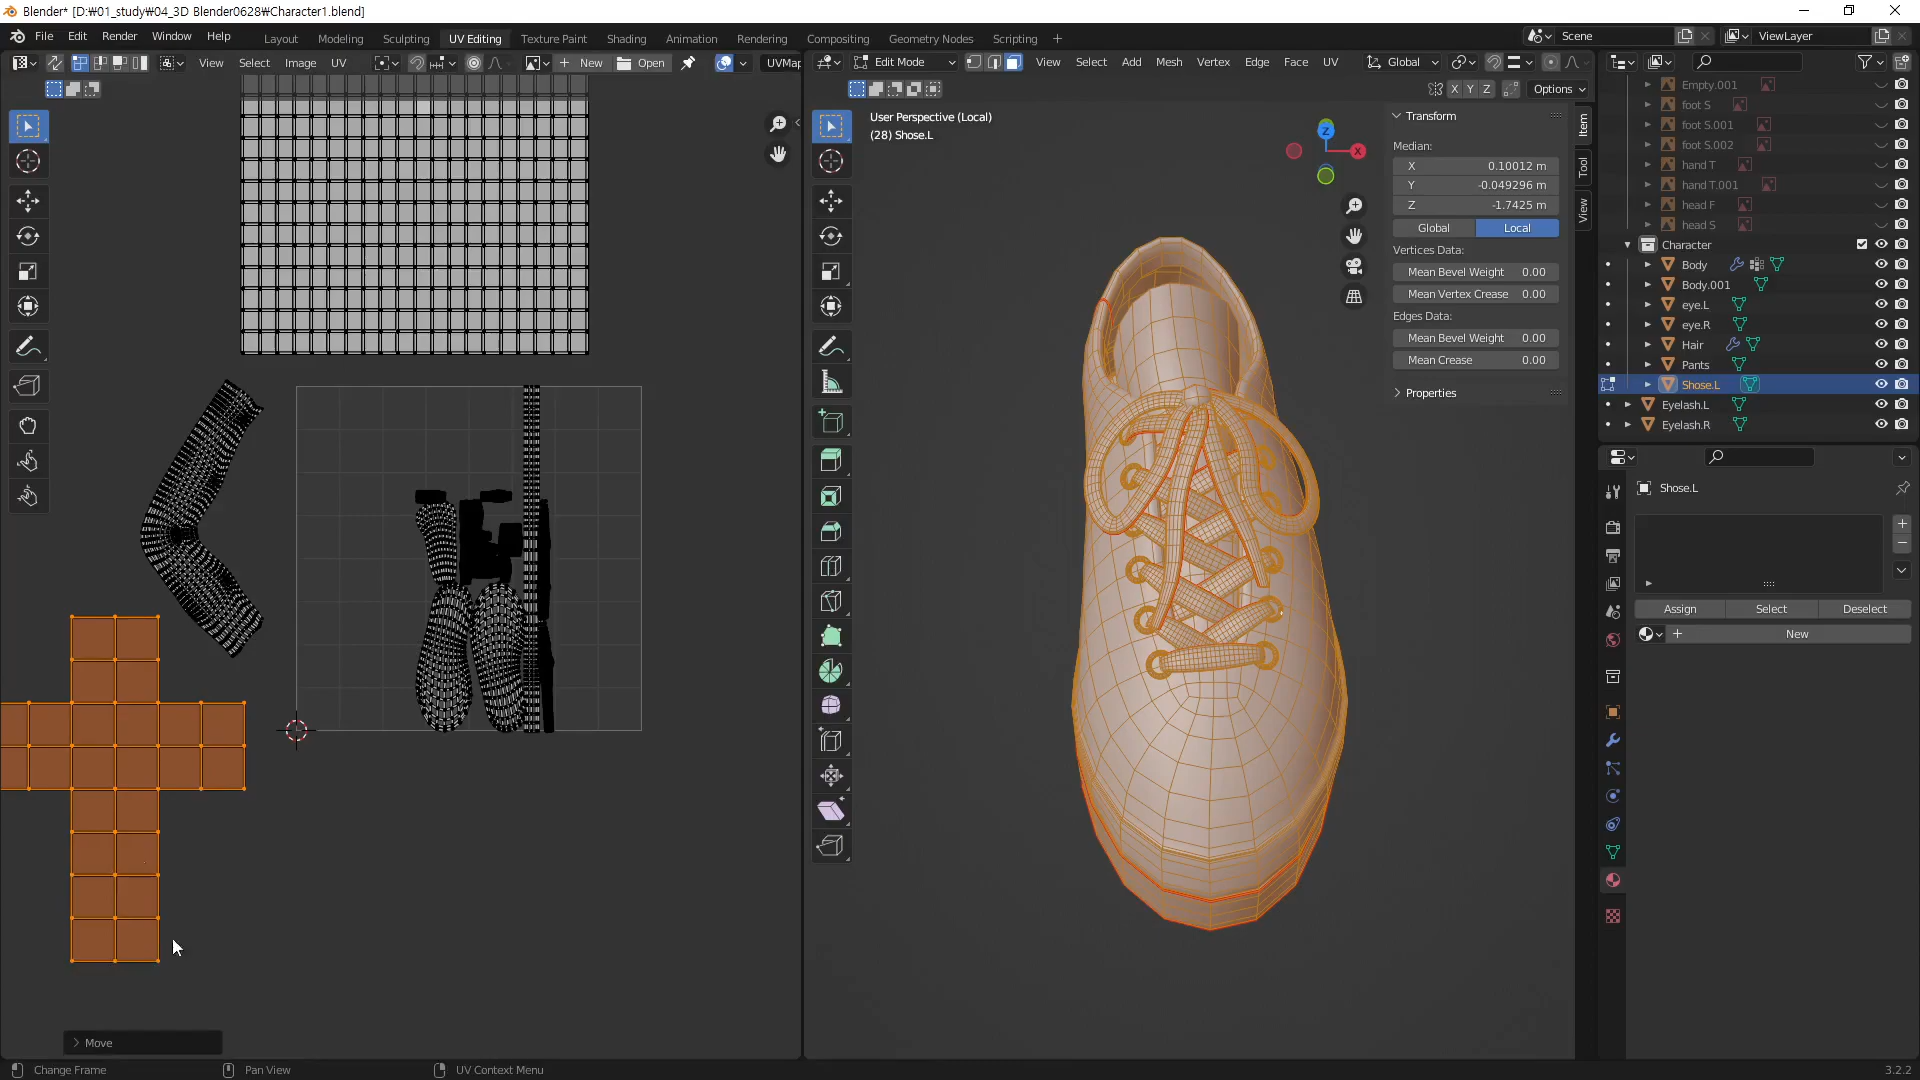 Blender* [D:₩01_study₩04_3D Blender0628₩Character1.blend]
File Edit Render Window Help Layout Modeling Sculpting UV Editing Texture Paint Shading Animation Rendering Compositing Geometry Nodes Scripting +
Scene
ViewLayer
View Select Image UV New Open UVMap
Edit Mode View Select Add Mesh Vertex Edge Face UV Global
X Y Z Options
User Perspective (Local)
(28) Shose.L
Z
X
Transform
Median:
X 0.10012 m
Y -0.049296 m
Z -1.7425 m
Global Local
Vertices Data:
Mean Bevel Weight 0.00
Mean Vertex Crease 0.00
Edges Data:
Mean Bevel Weight 0.00
Mean Crease 0.00
Properties
Item
Tool
View
Empty.001
foot S
foot S.001
foot S.002
hand T
hand T.001
head F
head S
Character
Body
Body.001
eye.L
eye.R
Hair
Pants
Shose.L
Eyelash.L
Eyelash.R
Shose.L
Assign Select Deselect
New
Move
Change Frame Pan View UV Context Menu 3.2.2